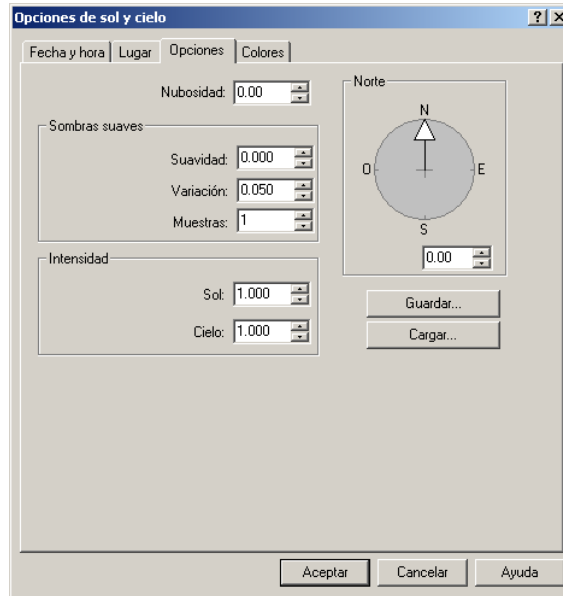 Opciones de sol y cielo
Fecha y hora Lugar Opciones Colores
Nubosidad: 0.00
Sombras suaves
Suavidad: 0.000
Variación: 0.050
Muestras: 1
Intensidad
Sol: 1.000
Cielo: 1.000
Norte
N
O E
S
0.00
Guardar...
Cargar...
Aceptar Cancelar Ayuda